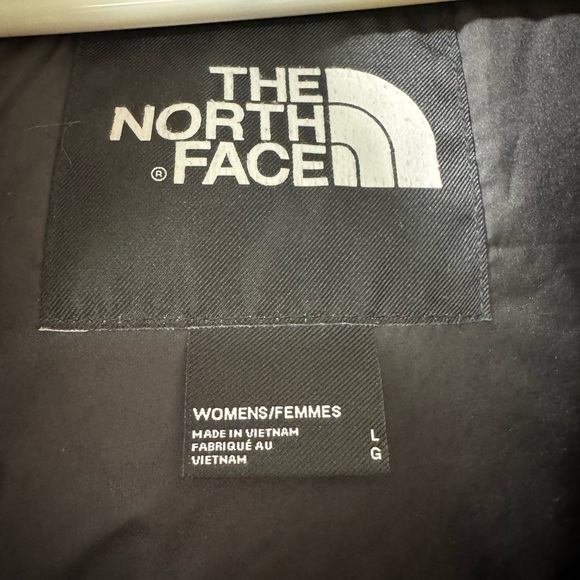 THE
NORTH
® FACE
WOMENS/FEMMES
MADE IN VIETNAM L
FABRIQUÉ AU G
VIETNAM